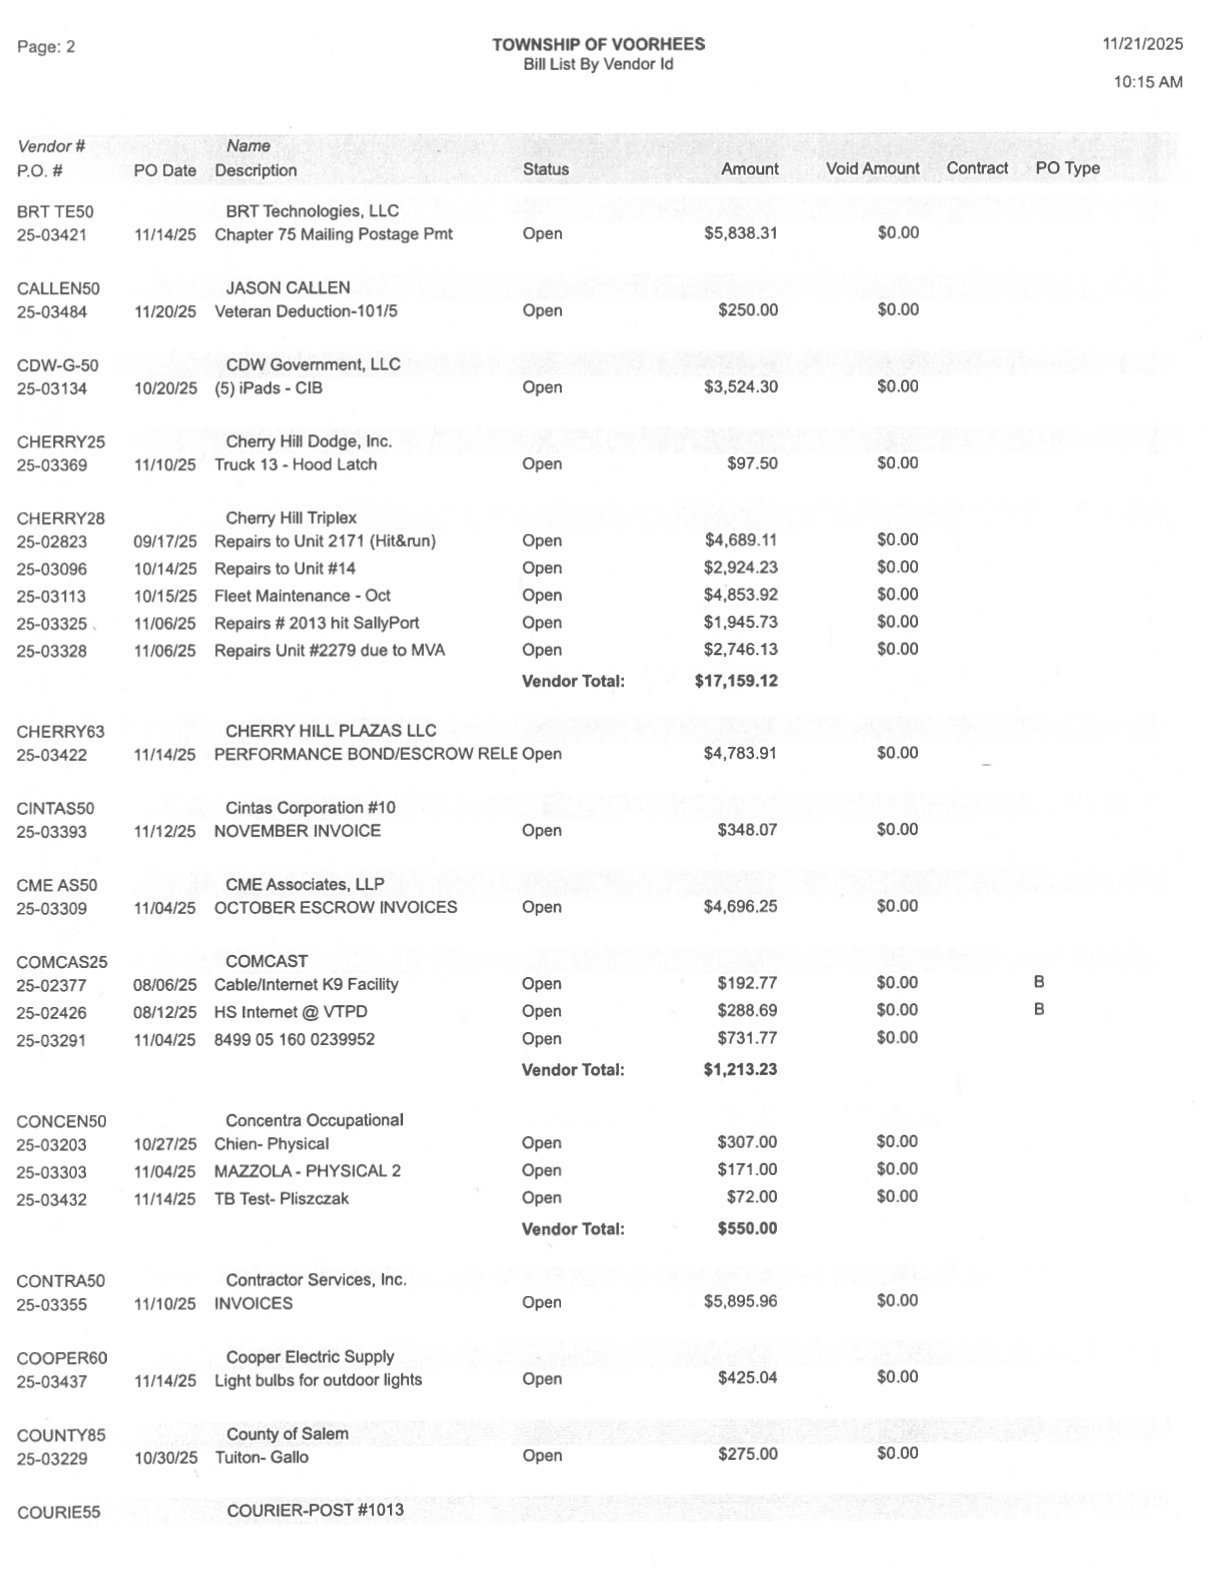 Page: 2 TOWNSHIP OF VOORHEES 11/21/2025
Bill List By Vendor Id
10:15 AM
Vendor # Name
P.O. # PO Date Description Status Amount Void Amount Contract PO Type
BRT TE50 BRT Technologies, LLC
25-03421 11/14/25 Chapter 75 Mailing Postage Pmt Open $5,838.31 $0.00
CALLEN50 JASON CALLEN
25-03484 11/20/25 Veteran Deduction-101/5 Open $250.00 $0.00
CDW-G-50 CDW Government, LLC
25-03134 10/20/25 (5) iPads - CIB Open $3,524.30 $0.00
CHERRY25 Cherry Hill Dodge, Inc.
25-03369 11/10/25 Truck 13 - Hood Latch Open $97.50 $0.00
CHERRY28 Cherry Hill Triplex
25-02823 09/17/25 Repairs to Unit 2171 (Hit&run) Open $4,689.11 $0.00
25-03096 10/14/25 Repairs to Unit #14 Open $2,924.23 $0.00
25-03113 10/15/25 Fleet Maintenance - Oct Open $4,853.92 $0.00
25-03325 11/06/25 Repairs # 2013 hit SallyPort Open $1,945.73 $0.00
25-03328 11/06/25 Repairs Unit #2279 due to MVA Open $2,746.13 $0.00
Vendor Total: $17,159.12
CHERRY63 CHERRY HILL PLAZAS LLC
25-03422 11/14/25 PERFORMANCE BOND/ESCROW RELE Open $4,783.91 $0.00
CINTAS50 Cintas Corporation #10
25-03393 11/12/25 NOVEMBER INVOICE Open $348.07 $0.00
CME AS50 CME Associates, LLP
25-03309 11/04/25 OCTOBER ESCROW INVOICES Open $4,696.25 $0.00
COMCAS25 COMCAST
25-02377 08/06/25 Cable/Internet K9 Facility Open $192.77 $0.00 B
25-02426 08/12/25 HS Internet @ VTPD Open $288.69 $0.00 B
25-03291 11/04/25 8499 05 160 0239952 Open $731.77 $0.00
Vendor Total: $1,213.23
CONCEN50 Concentra Occupational
25-03203 10/27/25 Chien- Physical Open $307.00 $0.00
25-03303 11/04/25 MAZZOLA - PHYSICAL 2 Open $171.00 $0.00
25-03432 11/14/25 TB Test- Pliszczak Open $72.00 $0.00
Vendor Total: $550.00
CONTRA50 Contractor Services, Inc.
25-03355 11/10/25 INVOICES Open $5,895.96 $0.00
COOPER60 Cooper Electric Supply
25-03437 11/14/25 Light bulbs for outdoor lights Open $425.04 $0.00
COUNTY85 County of Salem
25-03229 10/30/25 Tuiton- Gallo Open $275.00 $0.00
COURIE55 COURIER-POST #1013